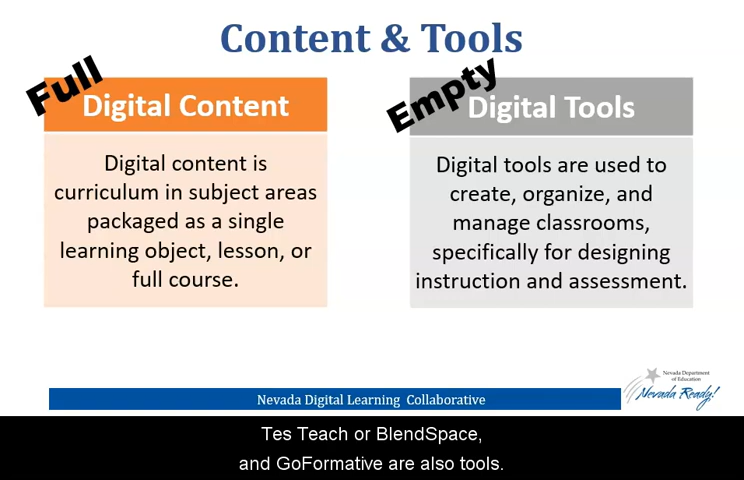 Content & Tools
Full
Digital Content
Digital content is
curriculum in subject areas
packaged as a single
learning object, lesson, or
full course.
Empty
Digital Tools
Digital tools are used to
create, organize, and
manage classrooms,
specifically for designing
instruction and assessment.
Nevada Digital Learning Collaborative
Nevada Department
of Education
Nevada Ready!
Tes Teach or BlendSpace,
and GoFormative are also tools.